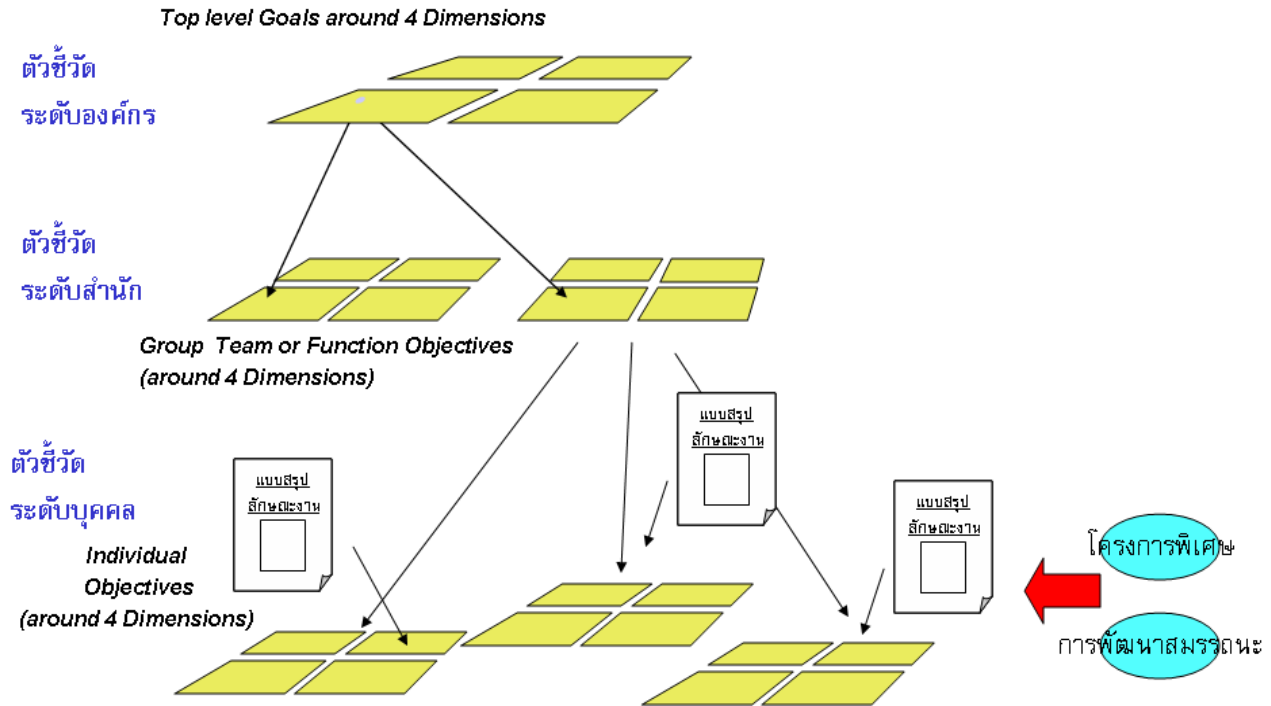 Top level Goals around 4 Dimensions
ตัวชี้วัด
ระดับองค์กร
ตัวชี้วัด
ระดับสำนัก
Group Team or Function Objectives
(around 4 Dimensions)
แบบสรุป
ลักษณะงาน
ตัวชี้วัด
ระดับบุคคล
แบบสรุป
ลักษณะงาน
แบบสรุป
ลักษณะงาน
Individual
Objectives
(around 4 Dimensions)
โครงการพิเศษ
การพัฒนาสมรรถนะ